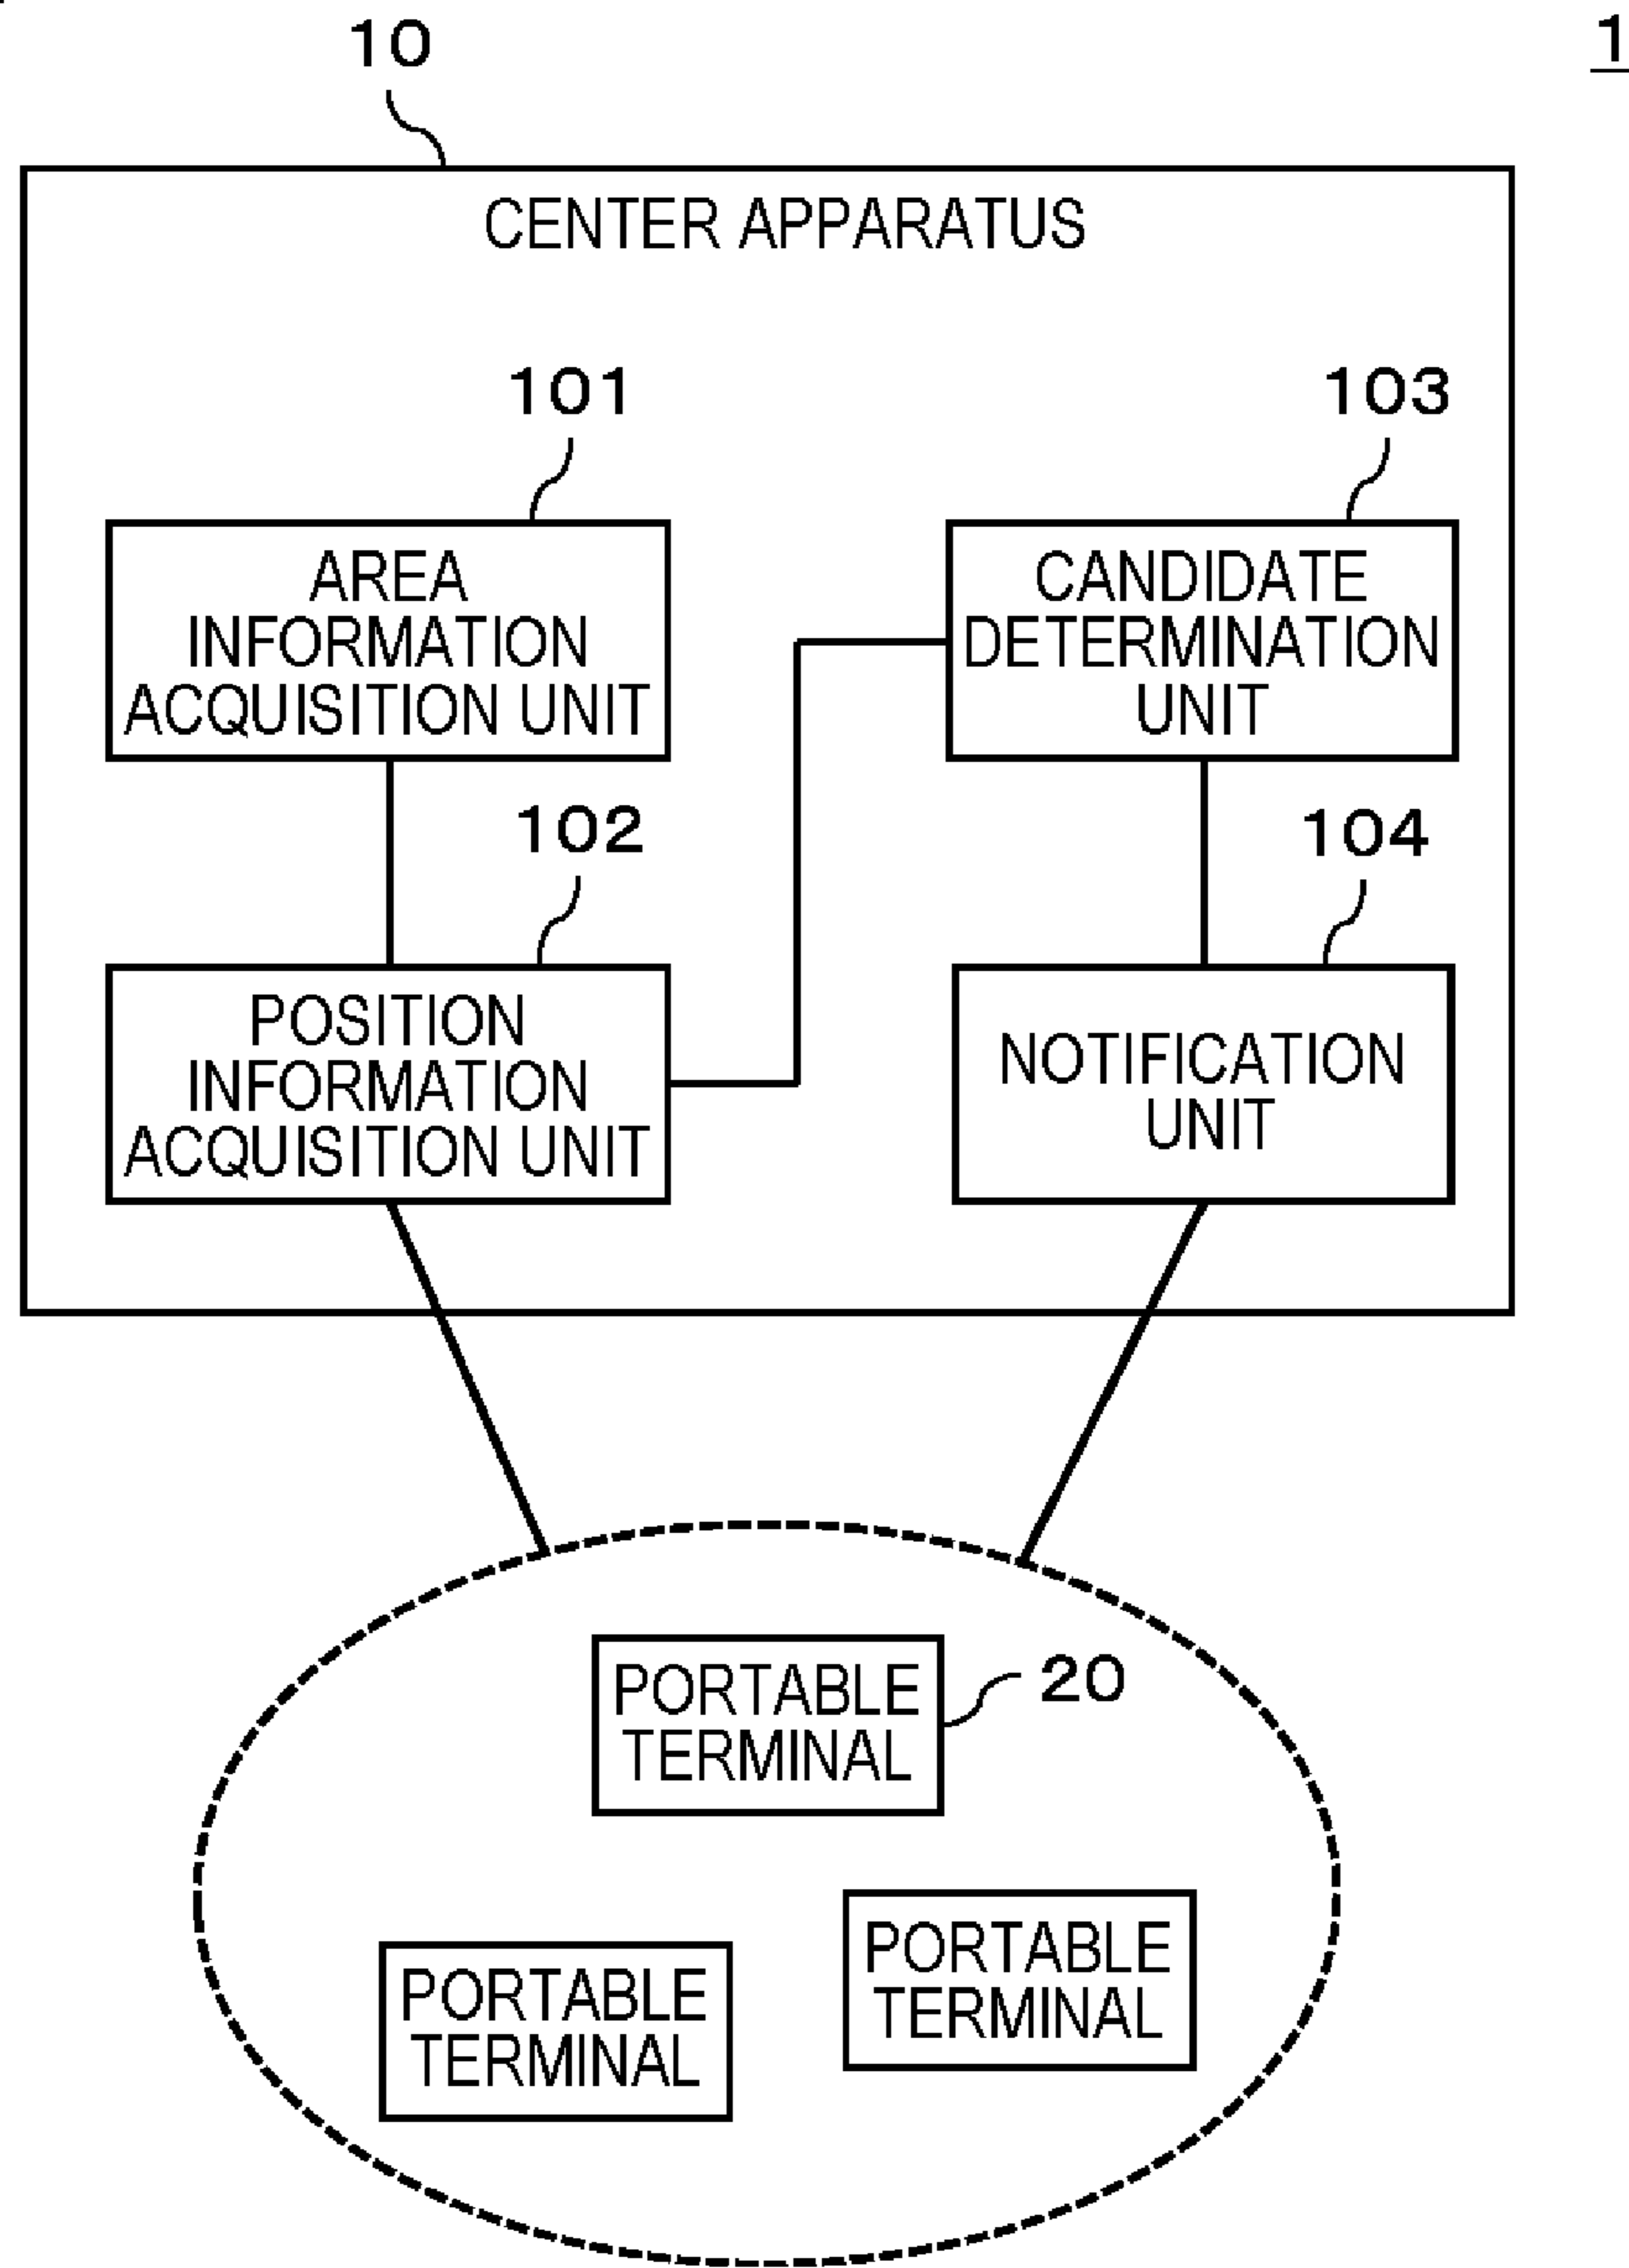 10
1
CENTER APPARATUS
101
103
AREA
INFORMATION
ACQUISITION UNIT
CANDIDATE
DETERMINATION
UNIT
102
104
POSITION
INFORMATION
ACQUISITION UNIT
NOTIFICATION
UNIT
PORTABLE
TERMINAL
20
PORTABLE
TERMINAL
PORTABLE
TERMINAL